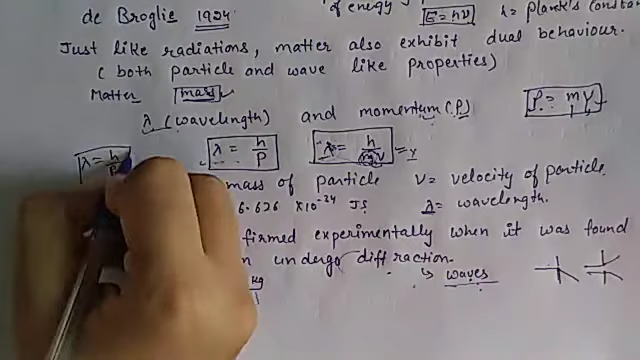 of energy E = hν h = Planck's Constan
de Broglie 1924
Just like radiations, matter also exhibit dual behaviour.
( both particle and wave like properties)
Matter mass
λ (wavelength) and momentum (P) P = mv
λ = h/P λ = h/P λ = h/mv =
mass of particle v = velocity of particle
6.626 ×10⁻³⁴ JS λ = wavelength.
firmed experimentally when it was found
n undergo diffraction.
kg waves